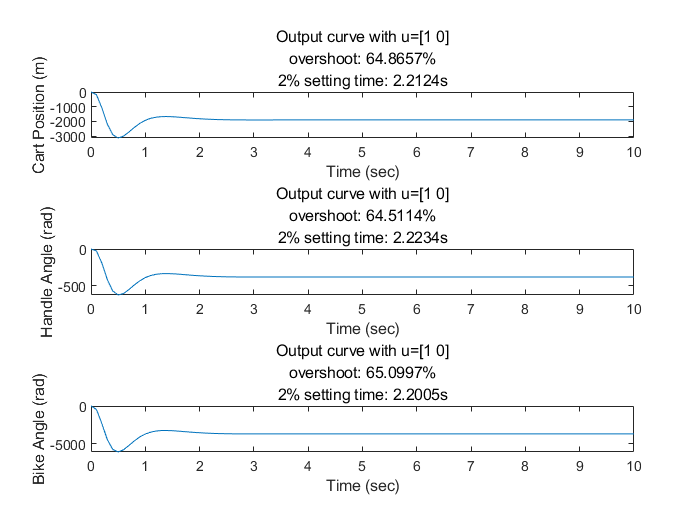 Output curve with u=[1 0]
overshoot: 64.8657%
2% setting time: 2.2124s
Cart Position (m)
0
-1000
-2000
-3000
0 1 2 3 4 5 6 7 8 9 10
Time (sec)
Output curve with u=[1 0]
overshoot: 64.5114%
2% setting time: 2.2234s
Handle Angle (rad)
0
-500
0 1 2 3 4 5 6 7 8 9 10
Time (sec)
Output curve with u=[1 0]
overshoot: 65.0997%
2% setting time: 2.2005s
Bike Angle (rad)
0
-5000
0 1 2 3 4 5 6 7 8 9 10
Time (sec)